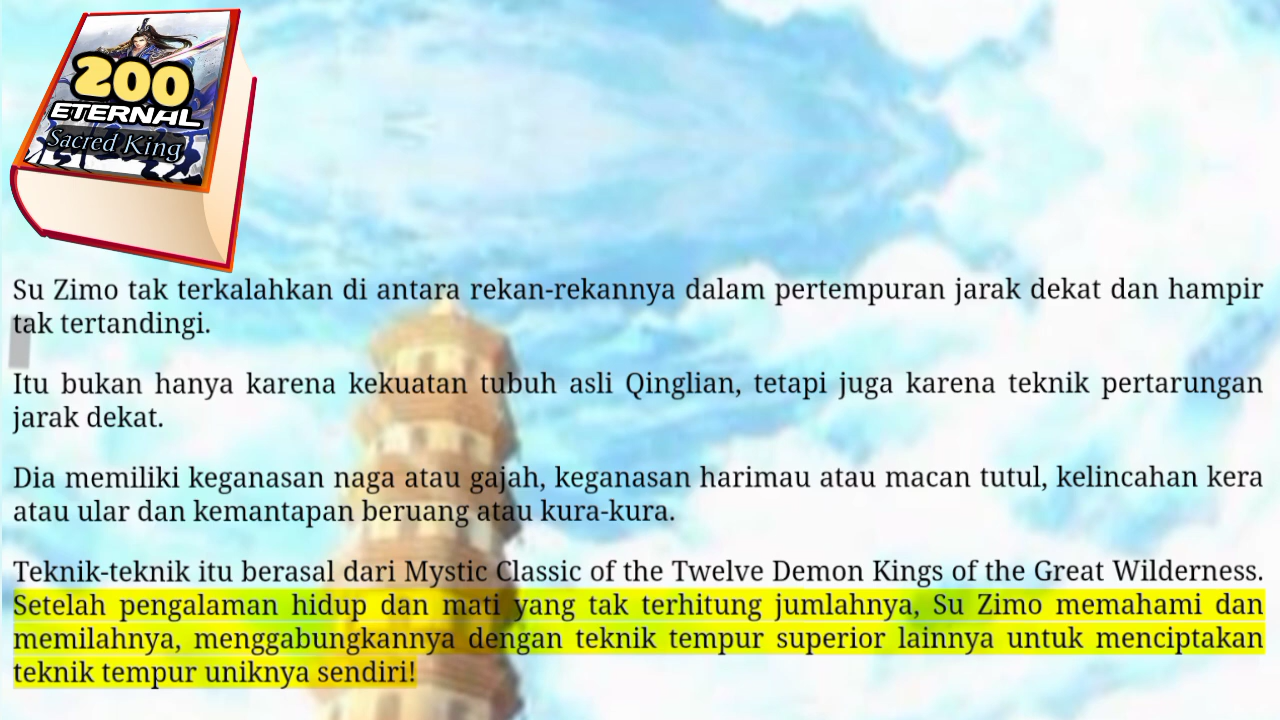 200
ETERNAL
Sacred King
Su Zimo tak terkalahkan di antara rekan-rekannya dalam pertempuran jarak dekat dan hampir
tak tertandingi.
Itu bukan hanya karena kekuatan tubuh asli Qinglian, tetapi juga karena teknik pertarungan
jarak dekat.
Dia memiliki keganasan naga atau gajah, keganasan harimau atau macan tutul, kelincahan kera
atau ular dan kemantapan beruang atau kura-kura.
Teknik-teknik itu berasal dari Mystic Classic of the Twelve Demon Kings of the Great Wilderness.
Setelah pengalaman hidup dan mati yang tak terhitung jumlahnya, Su Zimo memahami dan
memilahnya, menggabungkannya dengan teknik tempur superior lainnya untuk menciptakan
teknik tempur uniknya sendiri!